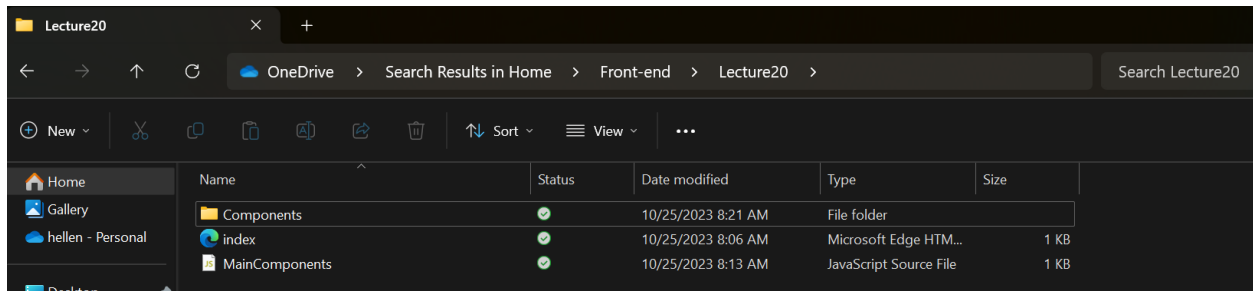 Lecture20
OneDrive > Search Results in Home > Front-end > Lecture20 > Search Lecture20
New Sort View
Home Name Status Date modified Type Size
Gallery Components 10/25/2023 8:21 AM File folder
hellen - Personal index 10/25/2023 8:06 AM Microsoft Edge HTM... 1 KB
JS MainComponents 10/25/2023 8:13 AM JavaScript Source File 1 KB